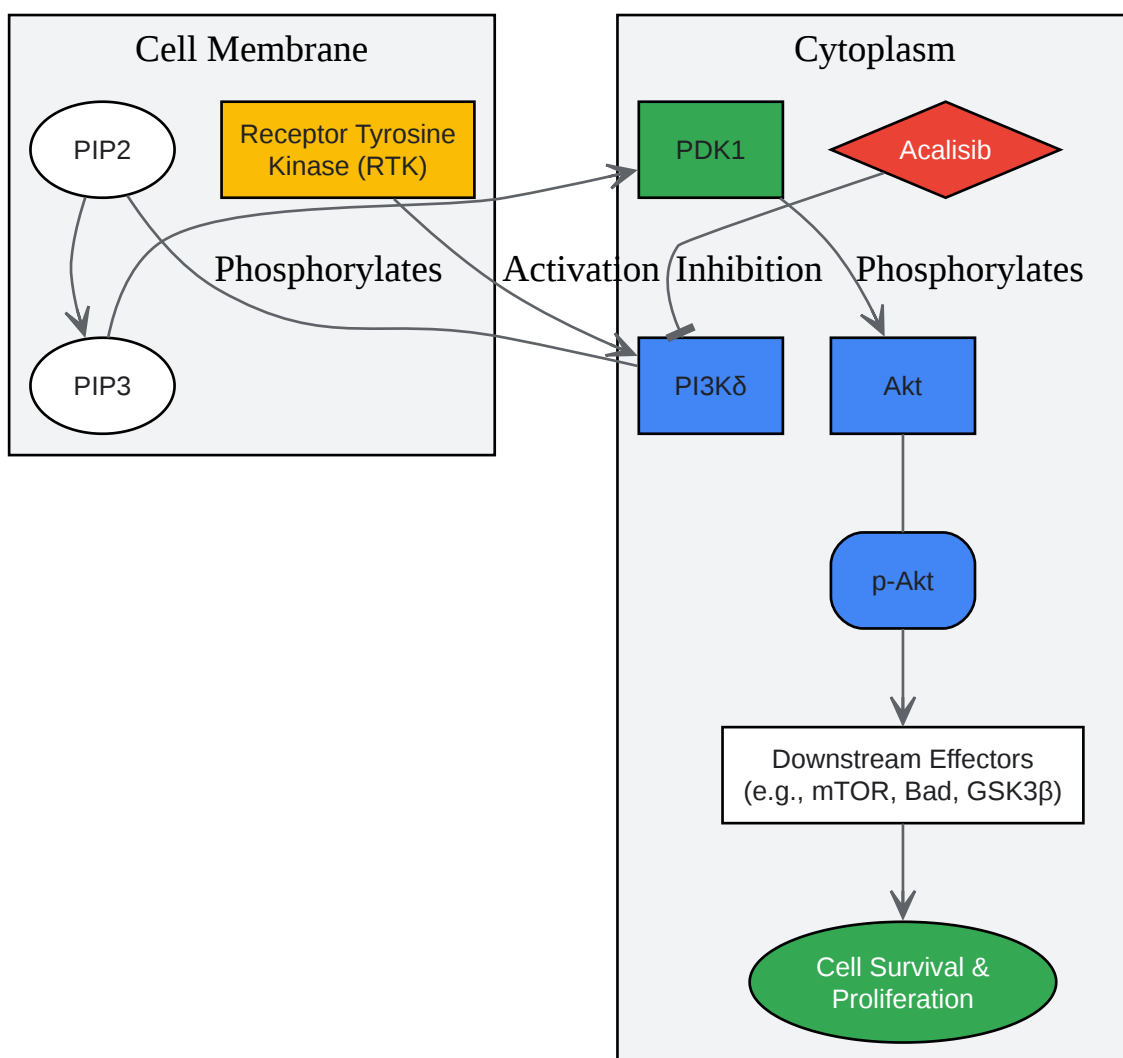 Cell Membrane
Cytoplasm
PIP2
Receptor Tyrosine
Kinase (RTK)
PDK1
Acalisib
Phosphorylates
Activation
Inhibition
Phosphorylates
PIP3
PI3Kδ
Akt
p-Akt
Downstream Effectors
(e.g., mTOR, Bad, GSK3β)
Cell Survival &
Proliferation